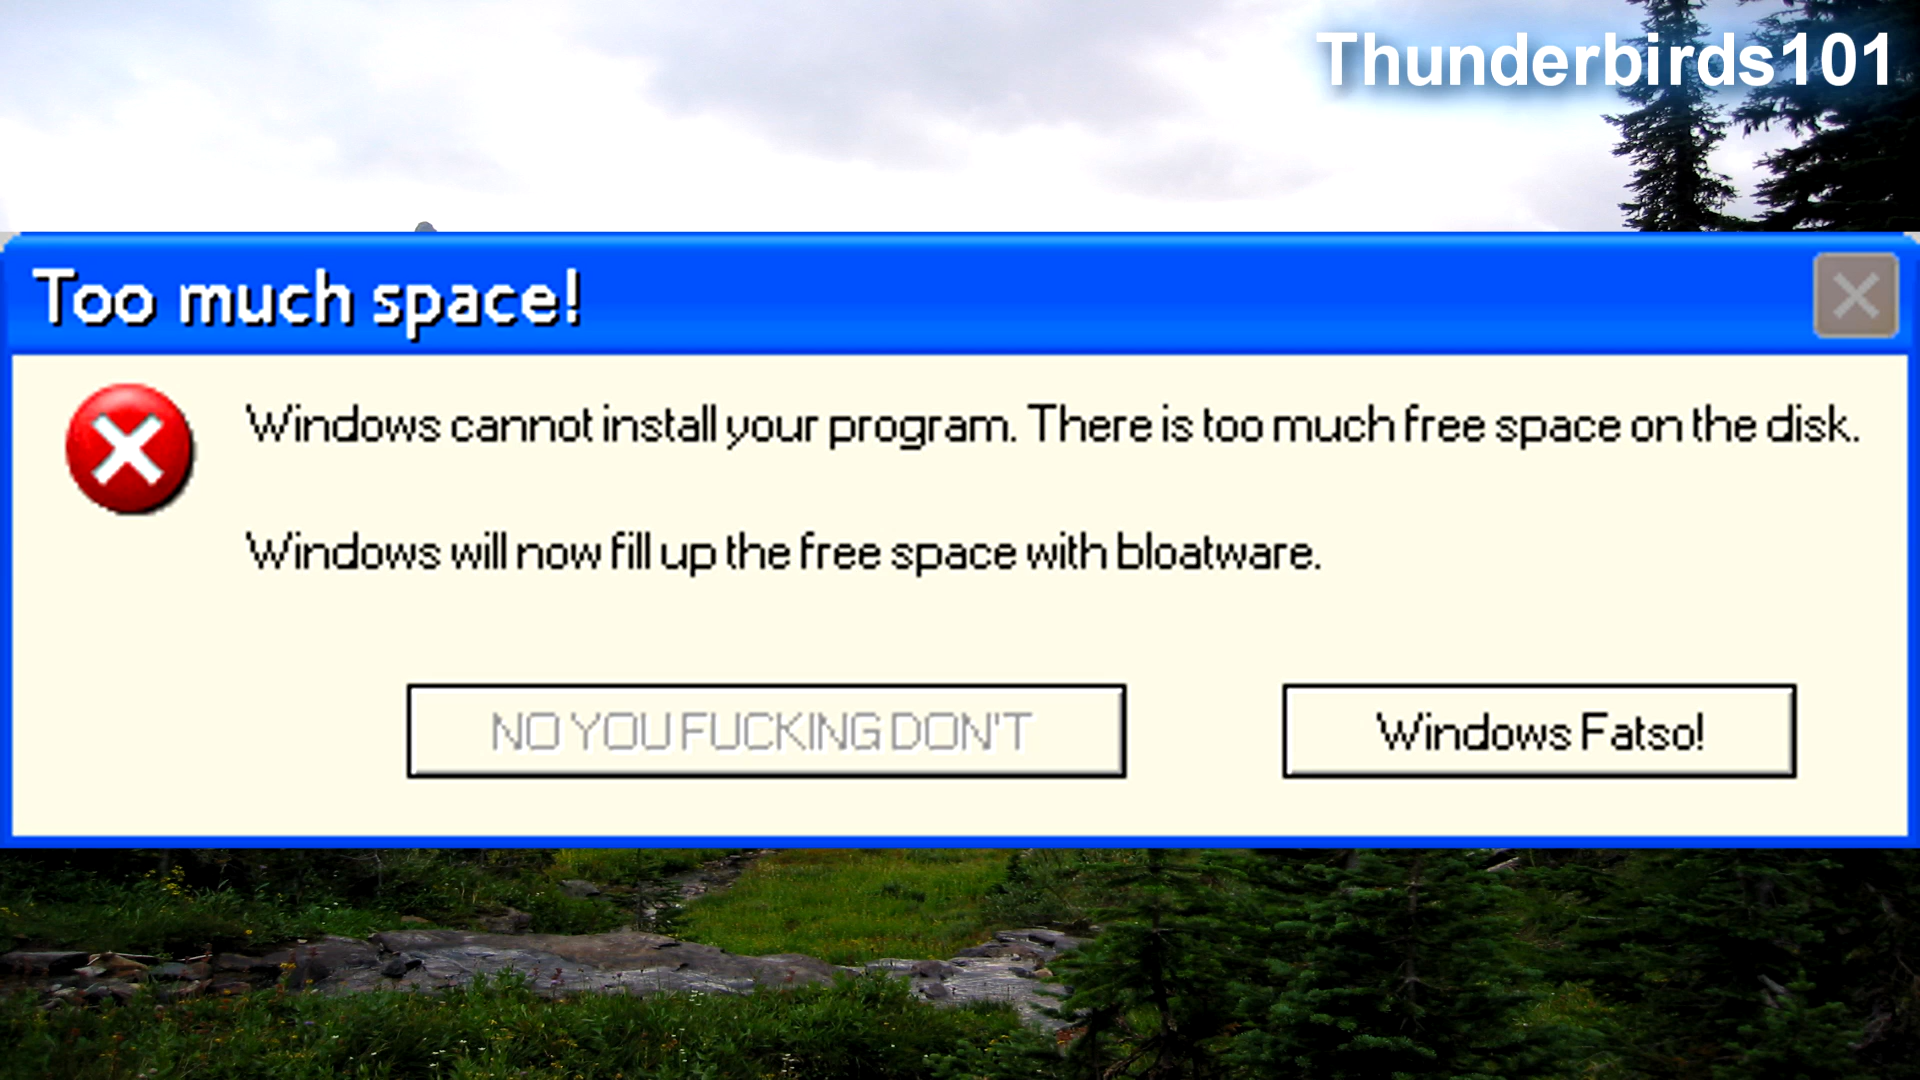 Thunderbirds101
Too much space!
Windows cannot install your program. There is too much free space on the disk.
Windows will now fill up the free space with bloatware.
NO YOU FUCKING DON'T
Windows Fatso!